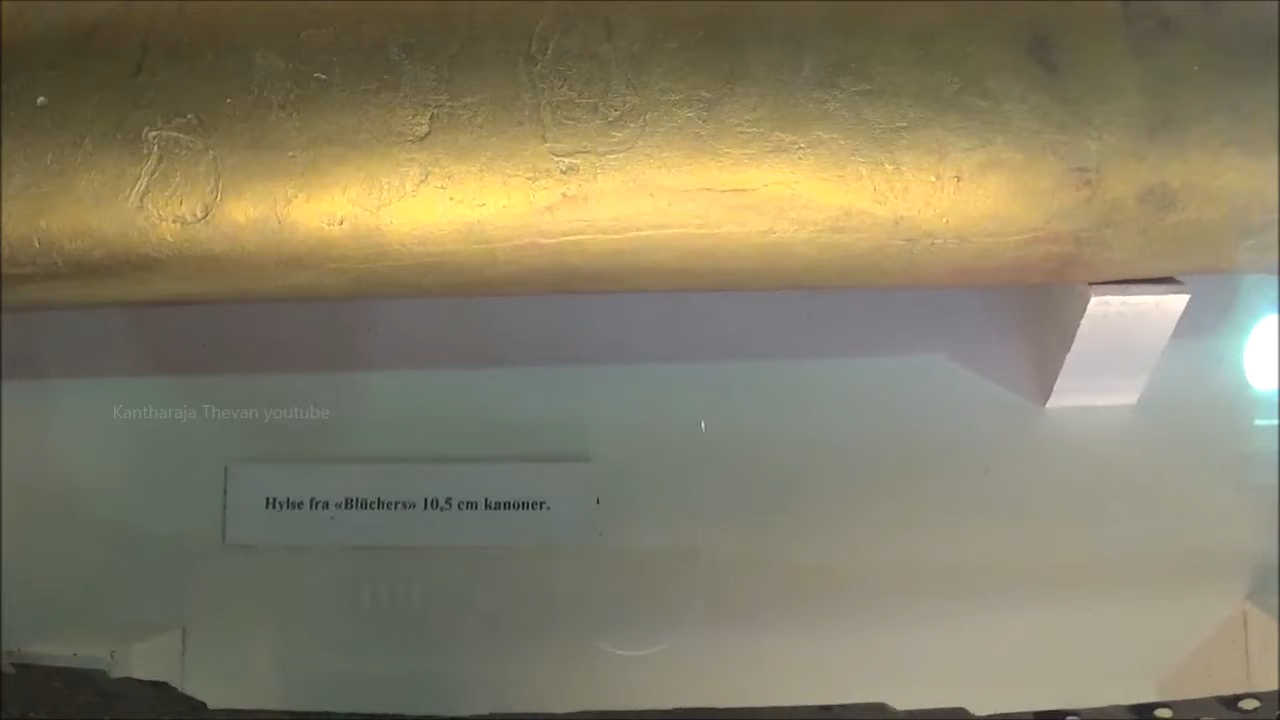 Kantharaja Thevan youtube
Hylse fra «Blüchers» 10,5 cm kanoner.